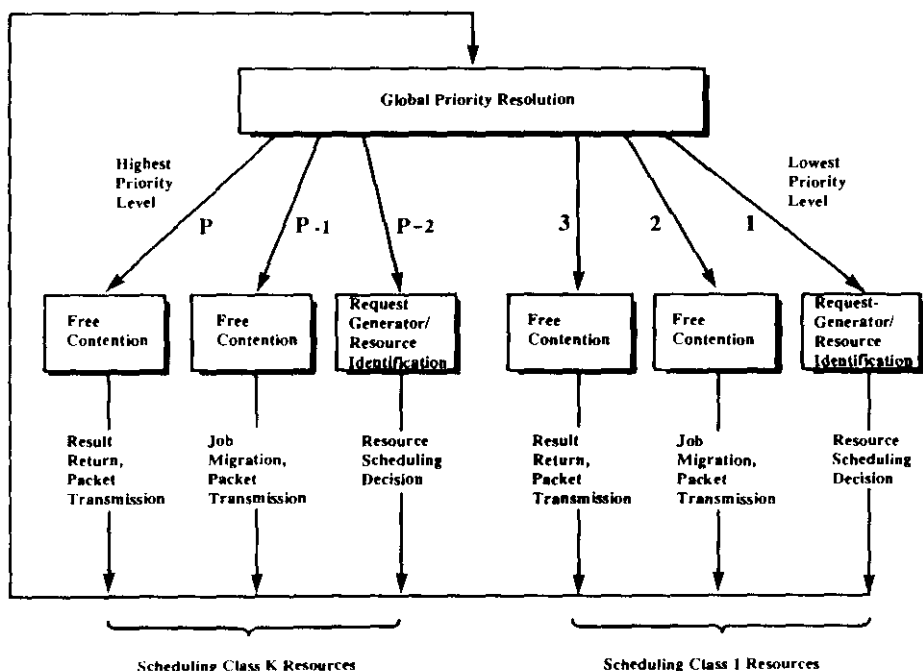 Global Priority Resolution
Highest
Priority
Level
Lowest
Priority
Level
P
P-1
P-2
3
2
1
Free
Contention
Free
Contention
Request
Generator/
Resource
Identification
Free
Contention
Free
Contention
Request-
Generator/
Resource
Identification
Result
Return,
Packet
Transmission
Job
Migration,
Packet
Transmission
Resource
Scheduling
Decision
Result
Return,
Packet
Transmission
Job
Migration,
Packet
Transmission
Resource
Scheduling
Decision
Scheduling Class K Resources
Scheduling Class 1 Resources